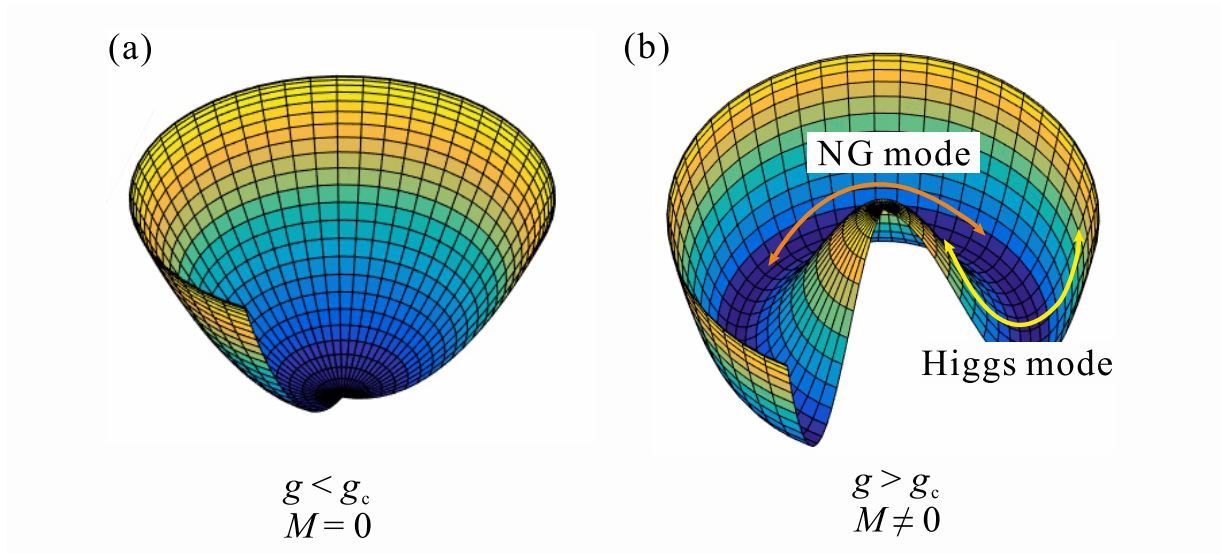 (a)
(b)
NG mode
Higgs mode
g < gc
M = 0
g > gc
M ≠ 0